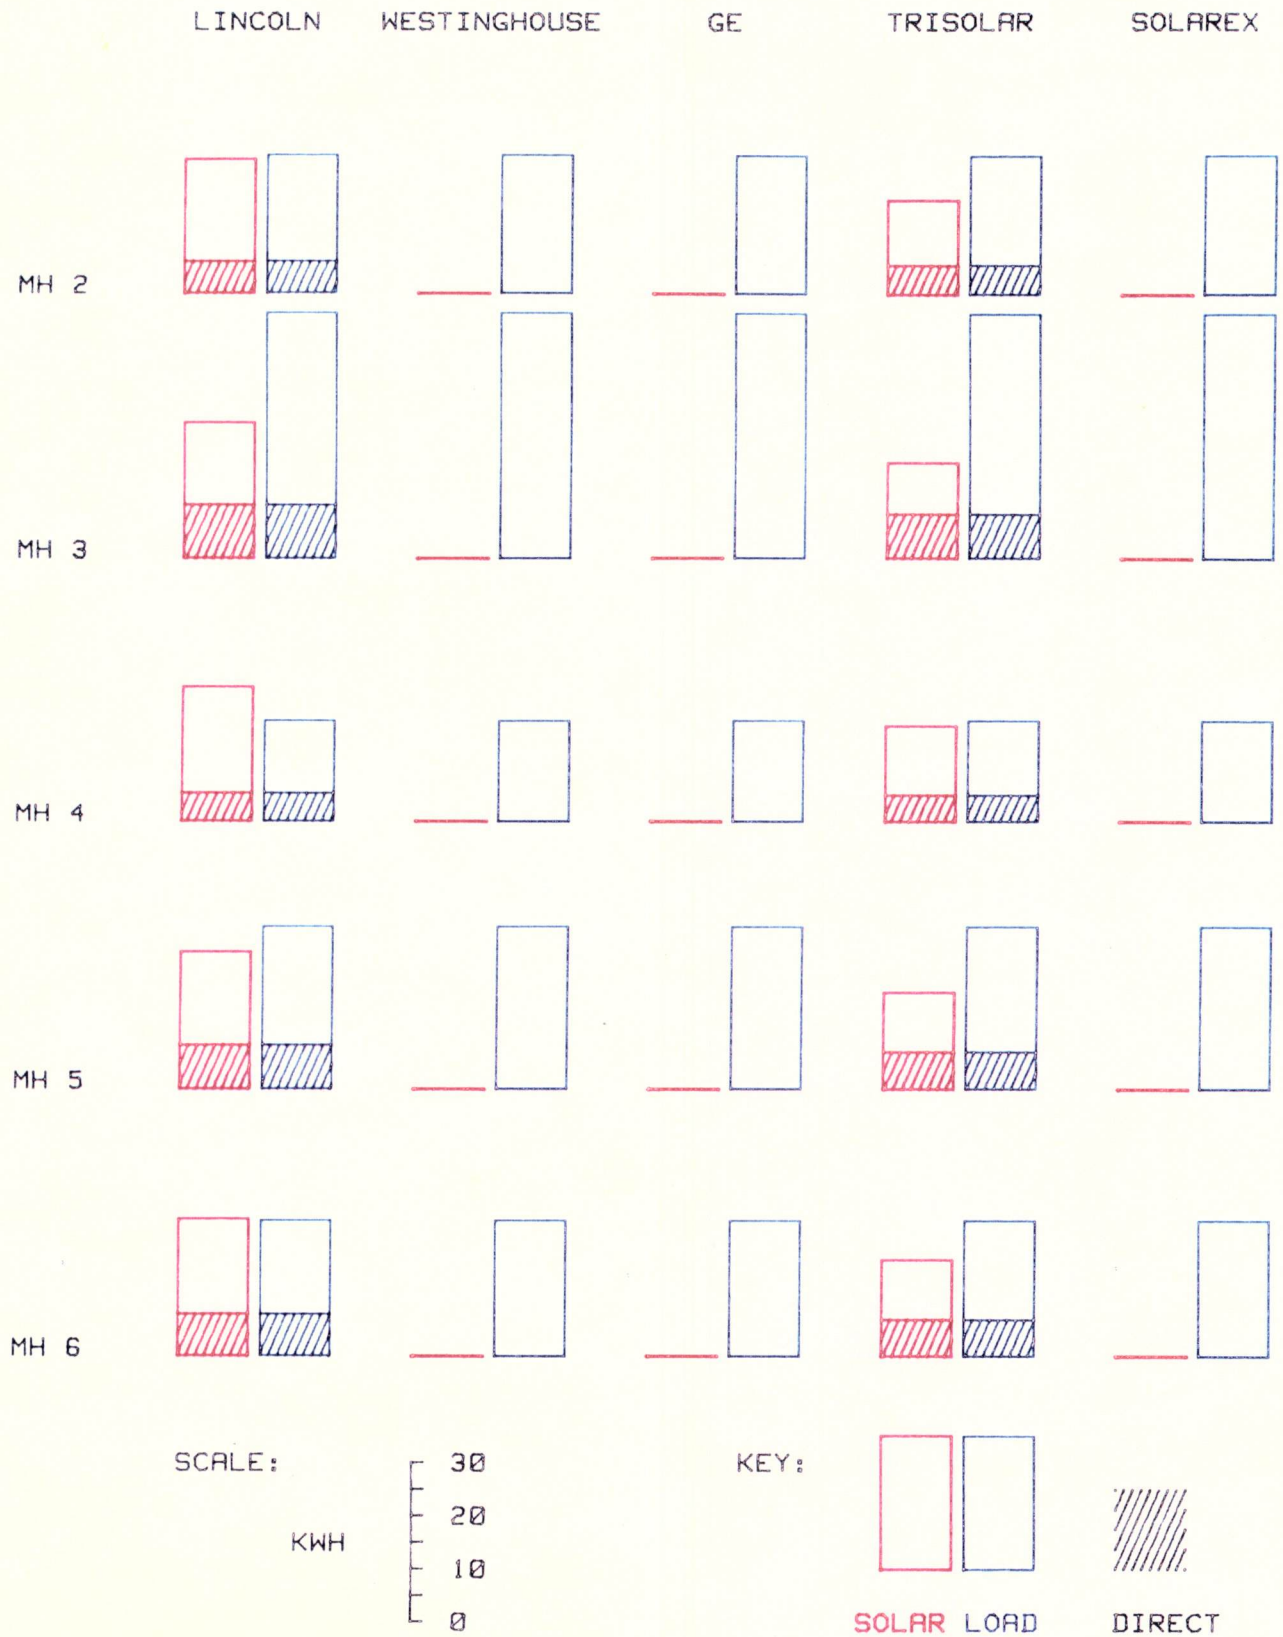 LINCOLN WESTINGHOUSE GE TRISOLAR SOLAREX
MH 2
MH 3
MH 4
MH 5
MH 6
SCALE:
KWH
30
20
10
0
KEY:
SOLAR LOAD DIRECT